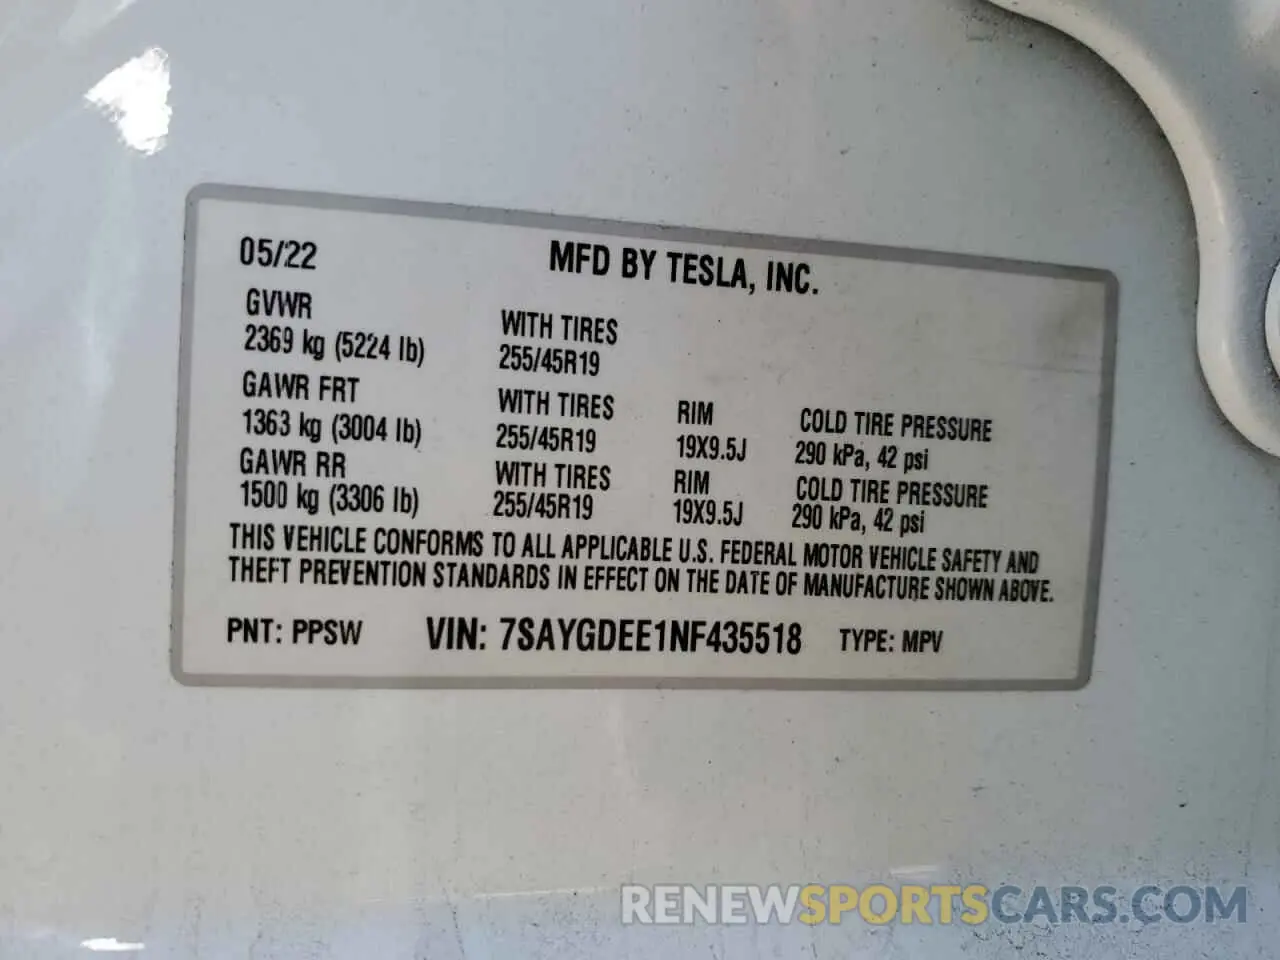 05/22 MFD BY TESLA, INC.
GVWR
2369 kg (5224 lb) WITH TIRES 255/45R19
GAWR FRT WITH TIRES RIM COLD TIRE PRESSURE
1363 kg (3004 lb) 255/45R19 19X9.5J 290 kPa, 42 psi
GAWR RR WITH TIRES RIM COLD TIRE PRESSURE
1500 kg (3306 lb) 255/45R19 19X9.5J 290 kPa, 42 psi
THIS VEHICLE CONFORMS TO ALL APPLICABLE U.S. FEDERAL MOTOR VEHICLE SAFETY AND
THEFT PREVENTION STANDARDS IN EFFECT ON THE DATE OF MANUFACTURE SHOWN ABOVE.
PNT: PPSW VIN: 7SAYGDEE1NF435518 TYPE: MPV
RENEWSPORTSCARS.COM